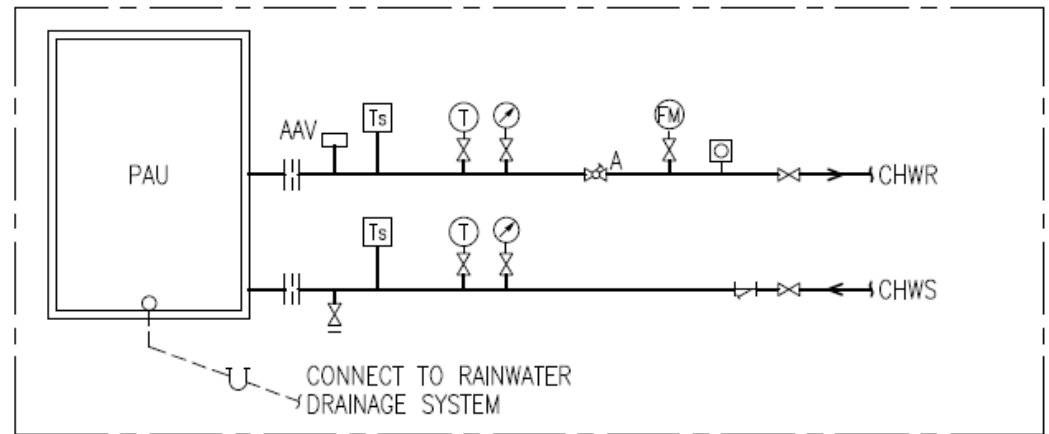 AAV
Ts
T
FM
A
PAU
CHWR
Ts
T
CHWS
CONNECT TO RAINWATER
DRAINAGE SYSTEM